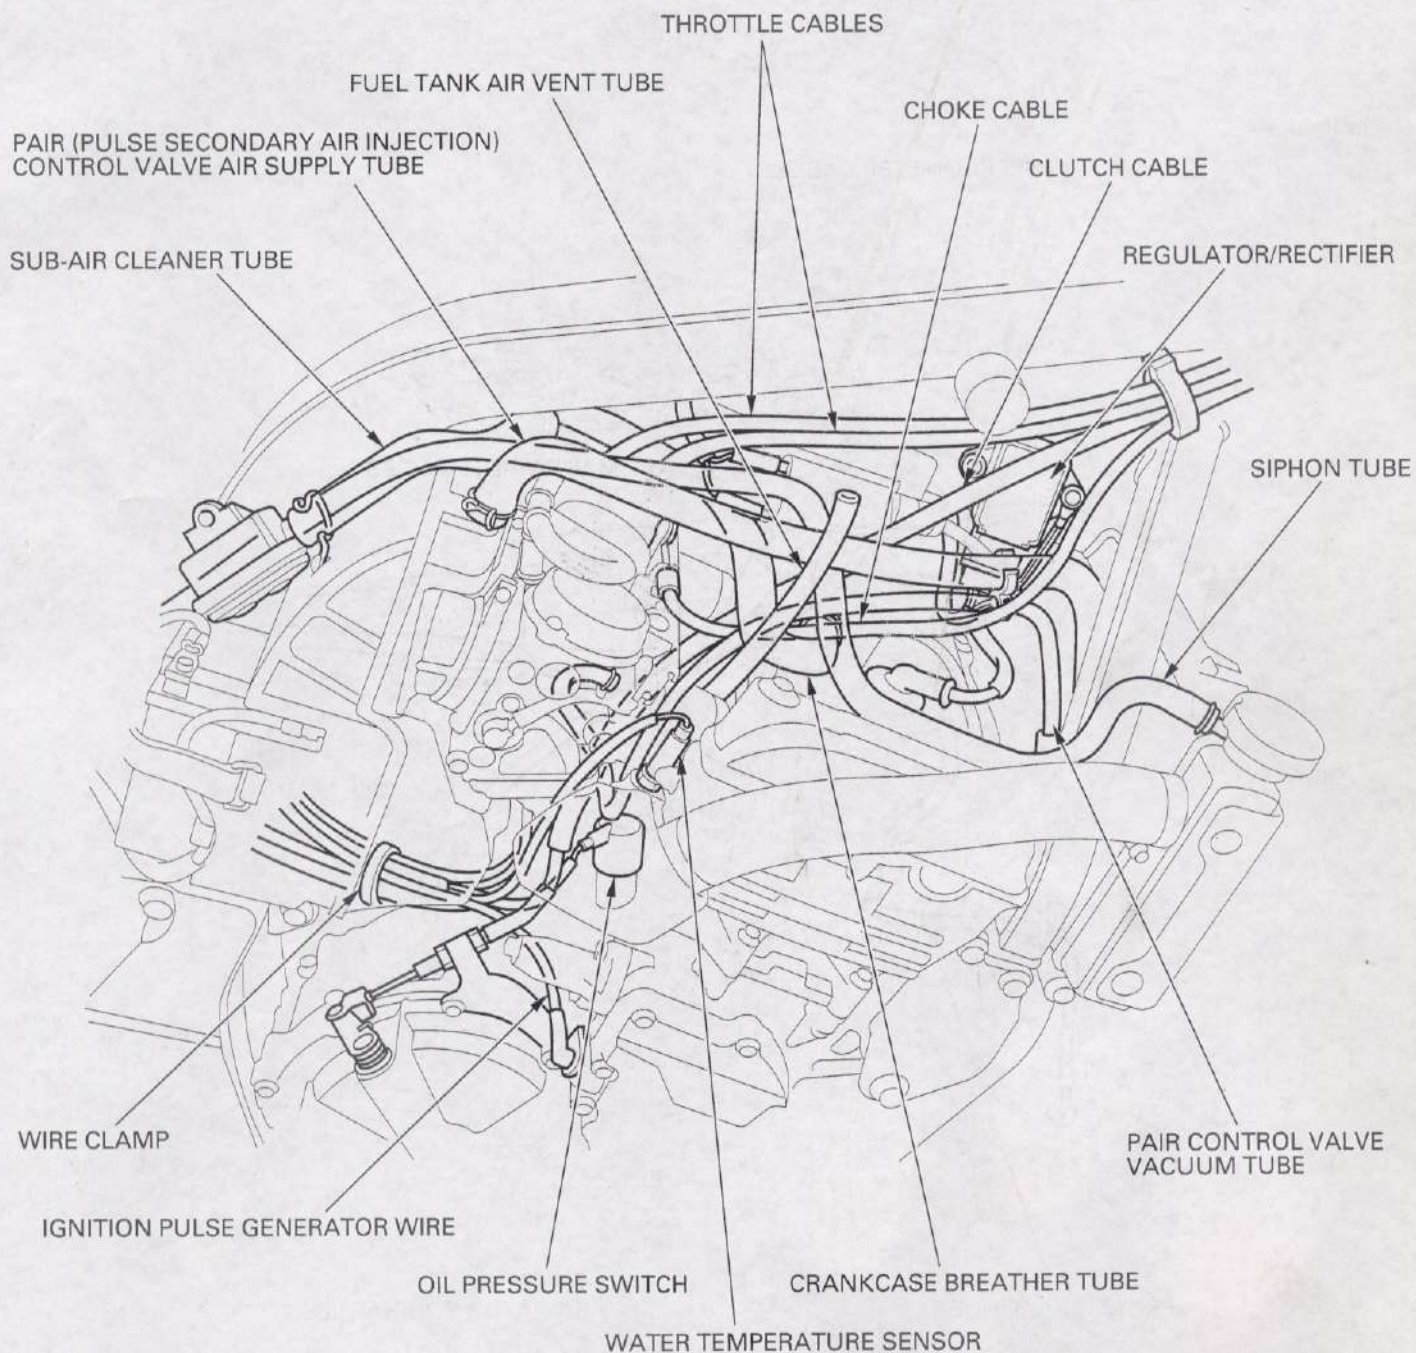 THROTTLE CABLES
FUEL TANK AIR VENT TUBE
CHOKE CABLE
PAIR (PULSE SECONDARY AIR INJECTION)
CONTROL VALVE AIR SUPPLY TUBE
CLUTCH CABLE
SUB-AIR CLEANER TUBE
REGULATOR/RECTIFIER
SIPHON TUBE
WIRE CLAMP
PAIR CONTROL VALVE
VACUUM TUBE
IGNITION PULSE GENERATOR WIRE
OIL PRESSURE SWITCH
CRANKCASE BREATHER TUBE
WATER TEMPERATURE SENSOR